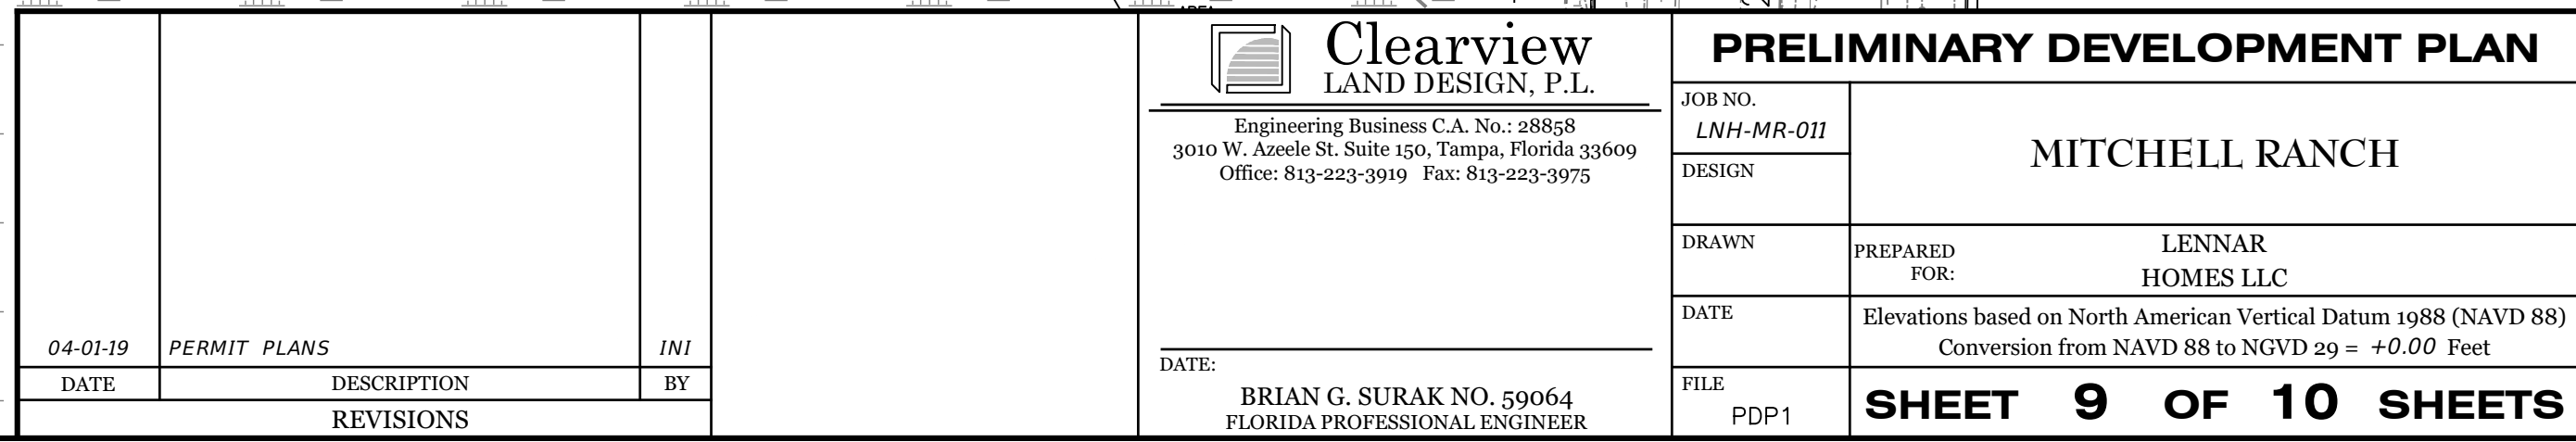 AREA
04-01-19 PERMIT PLANS INI
DATE DESCRIPTION BY
REVISIONS
Clearview
LAND DESIGN, P.L.
Engineering Business C.A. No.: 28858
3010 W. Azeele St. Suite 150, Tampa, Florida 33609
Office: 813-223-3919 Fax: 813-223-3975
DATE:
BRIAN G. SURAK NO. 59064
FLORIDA PROFESSIONAL ENGINEER
PRELIMINARY DEVELOPMENT PLAN
JOB NO.
LNH-MR-011
MITCHELL RANCH
DESIGN
DRAWN
PREPARED
FOR:
LENNAR
HOMES LLC
DATE
Elevations based on North American Vertical Datum 1988 (NAVD 88)
Conversion from NAVD 88 to NGVD 29 = +0.00 Feet
FILE
PDP1
SHEET 9 OF 10 SHEETS